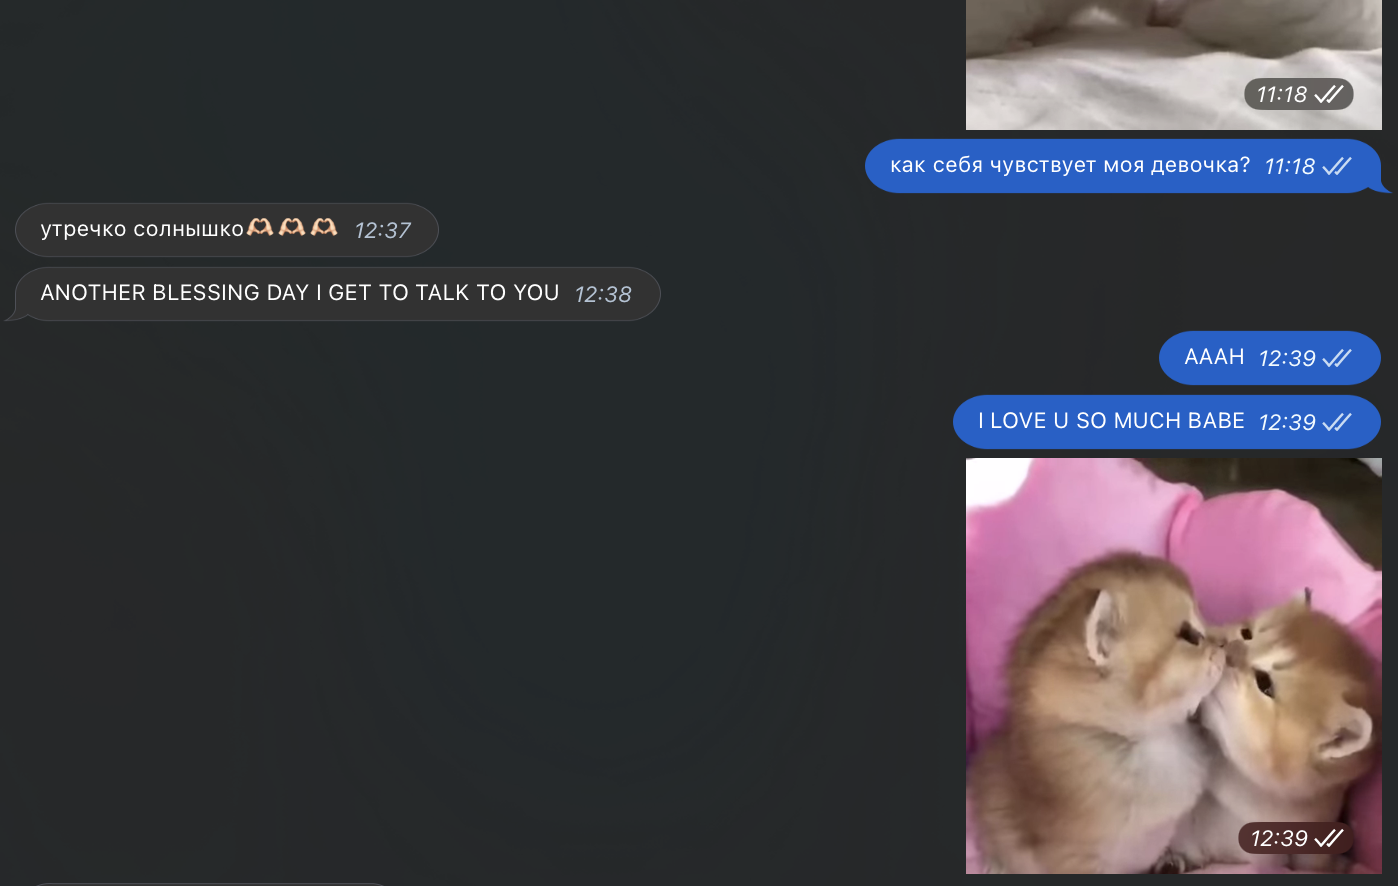 11:18
как себя чувствует моя девочка? 11:18
утречко солнышко🫶🏻🫶🏻🫶🏻 12:37
ANOTHER BLESSING DAY I GET TO TALK TO YOU 12:38
АААН 12:39
I LOVE U SO MUCH BABE 12:39
12:39